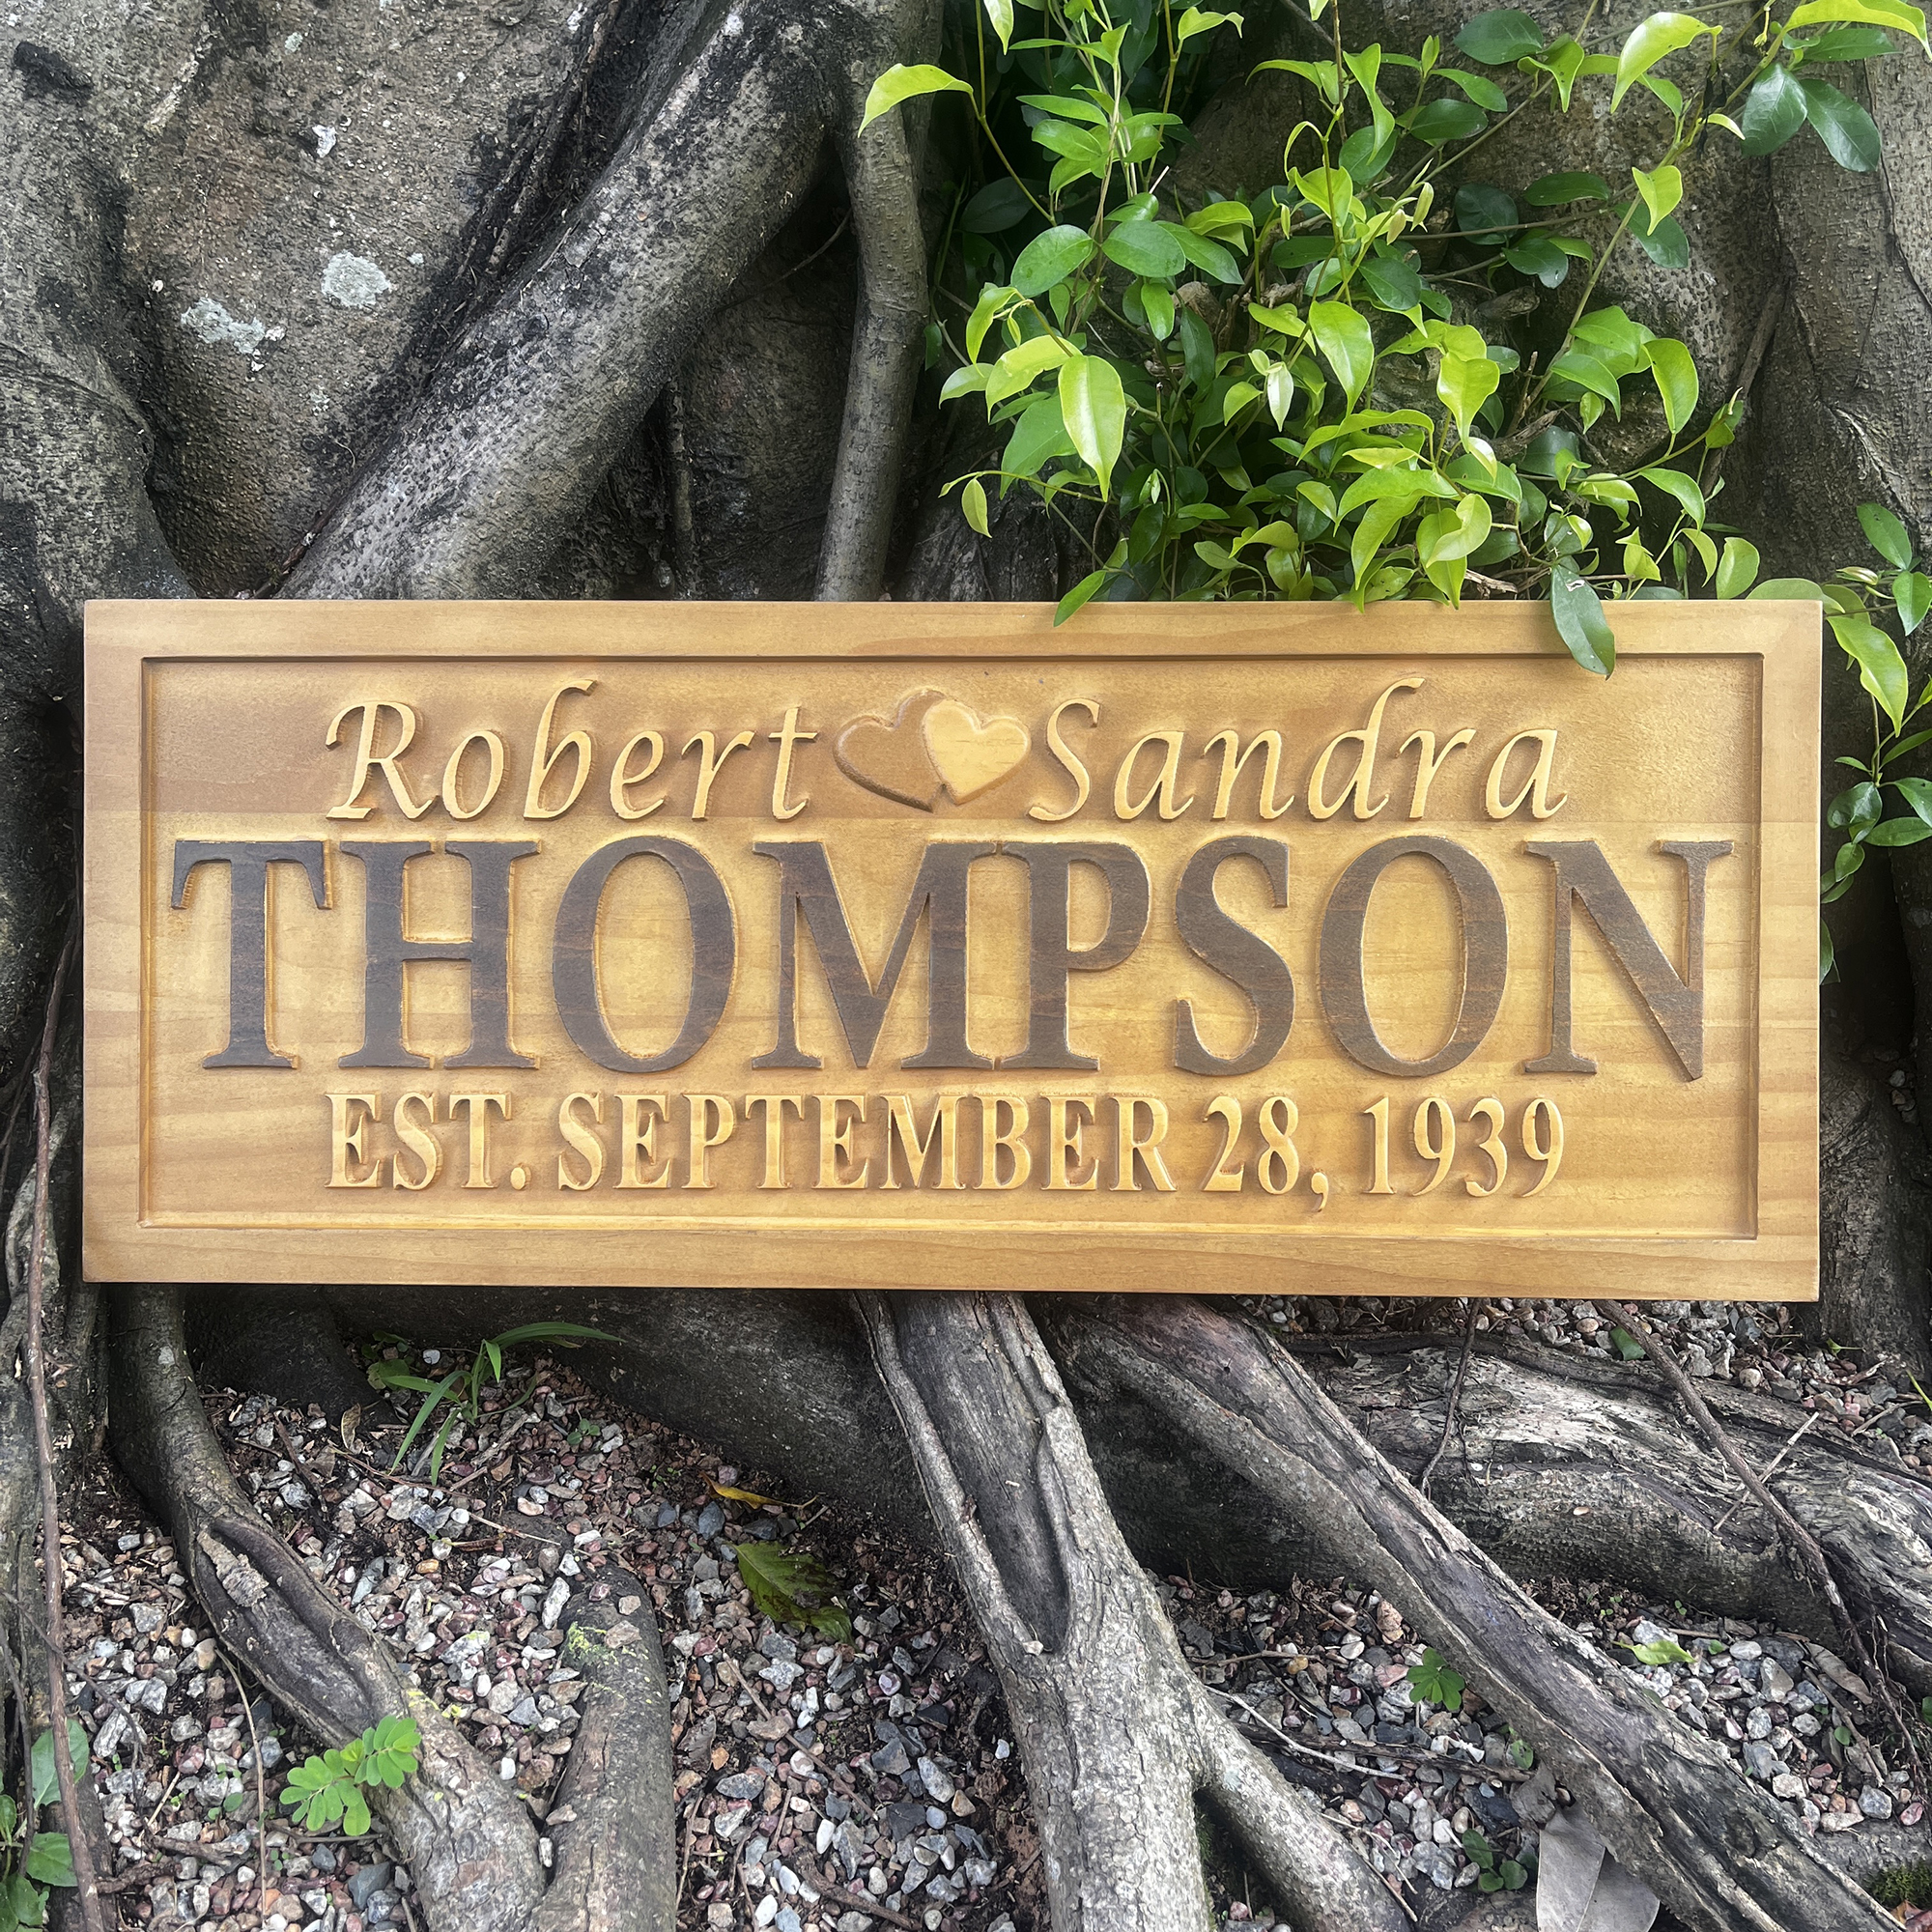 Robert Sandra
THOMPSON
EST. SEPTEMBER 28, 1939